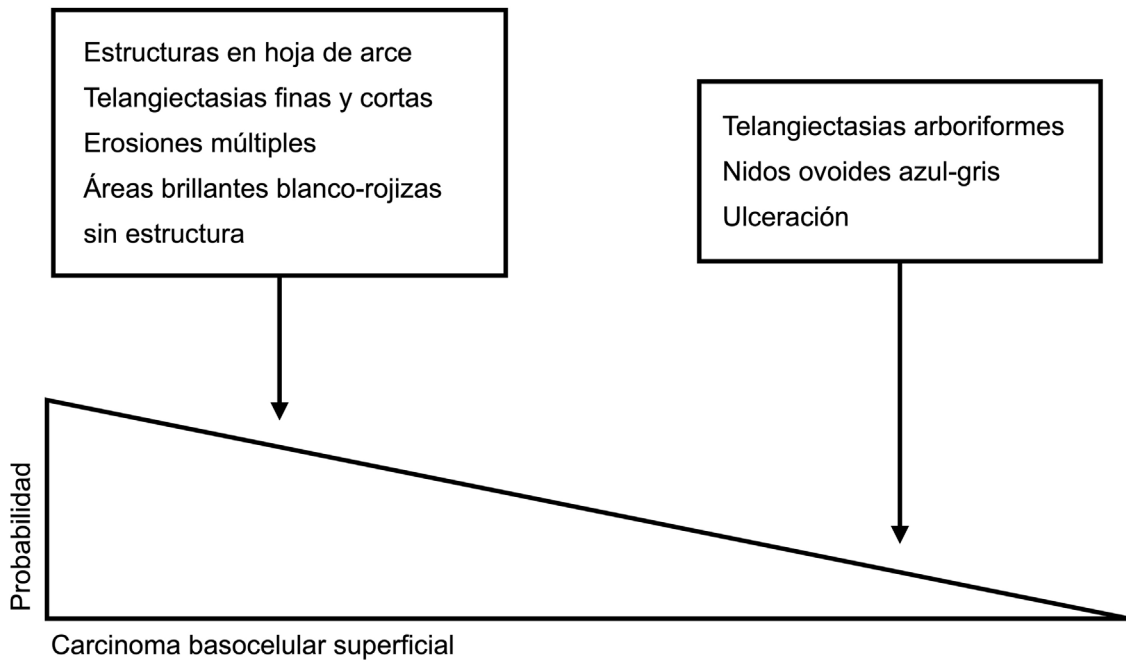 Estructuras en hoja de arce
Telangiectasias finas y cortas
Erosiones múltiples
Áreas brillantes blanco-rojizas
sin estructura
Telangiectasias arboriformes
Nidos ovoides azul-gris
Ulceración
Probabilidad
Carcinoma basocelular superficial